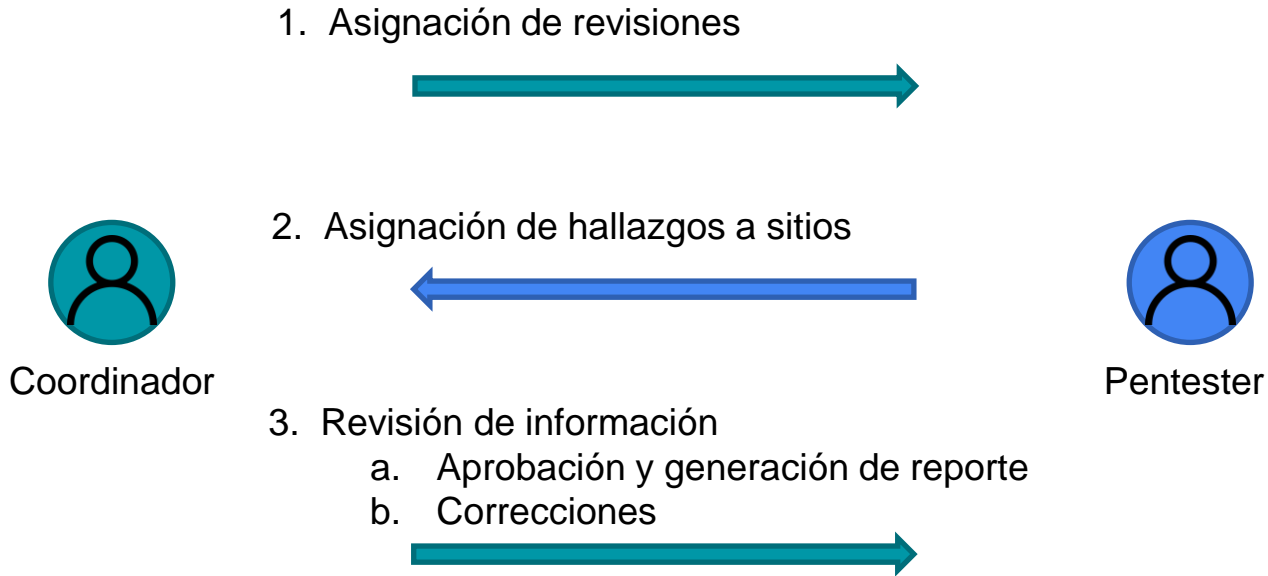 1. Asignación de revisiones
2. Asignación de hallazgos a sitios
Coordinador
Pentester
3. Revisión de información
a. Aprobación y generación de reporte
b. Correcciones